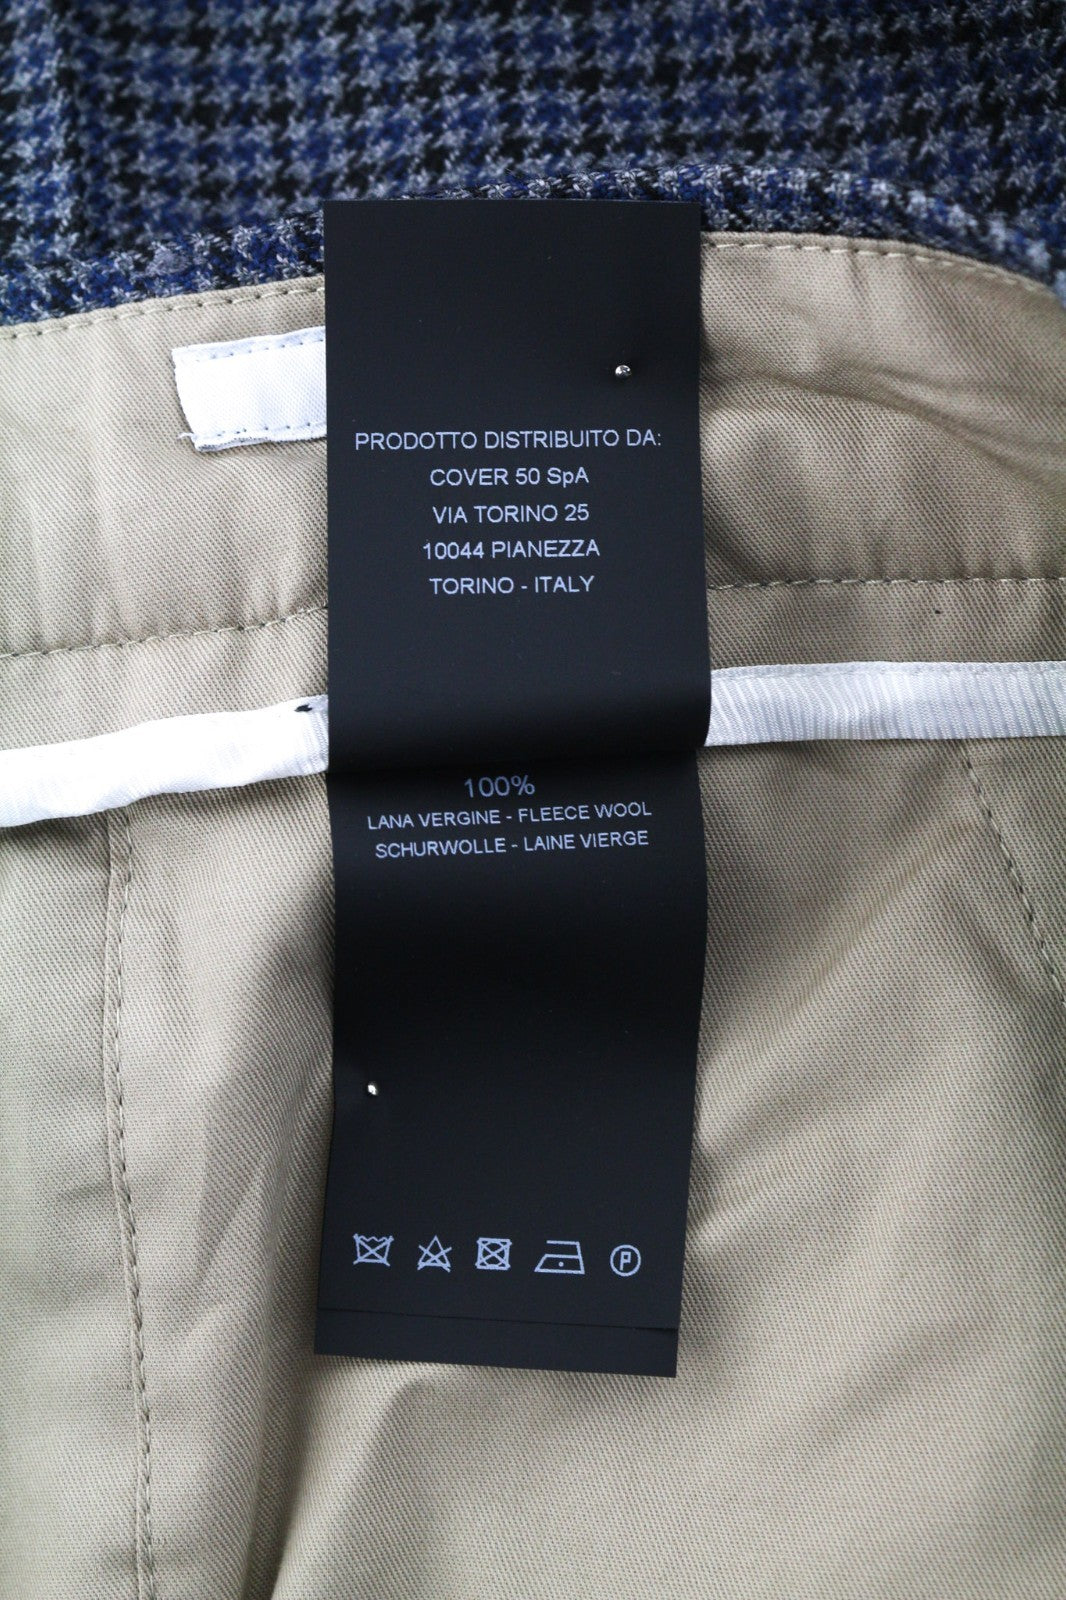 PRODOTTO DISTRIBUITO DA:
COVER 50 SpA
VIA TORINO 25
10044 PIANEZZA
TORINO - ITALY
100%
LANA VERGINE - FLEECE WOOL
SCHURWOLLE - LAINE VIERGE
P